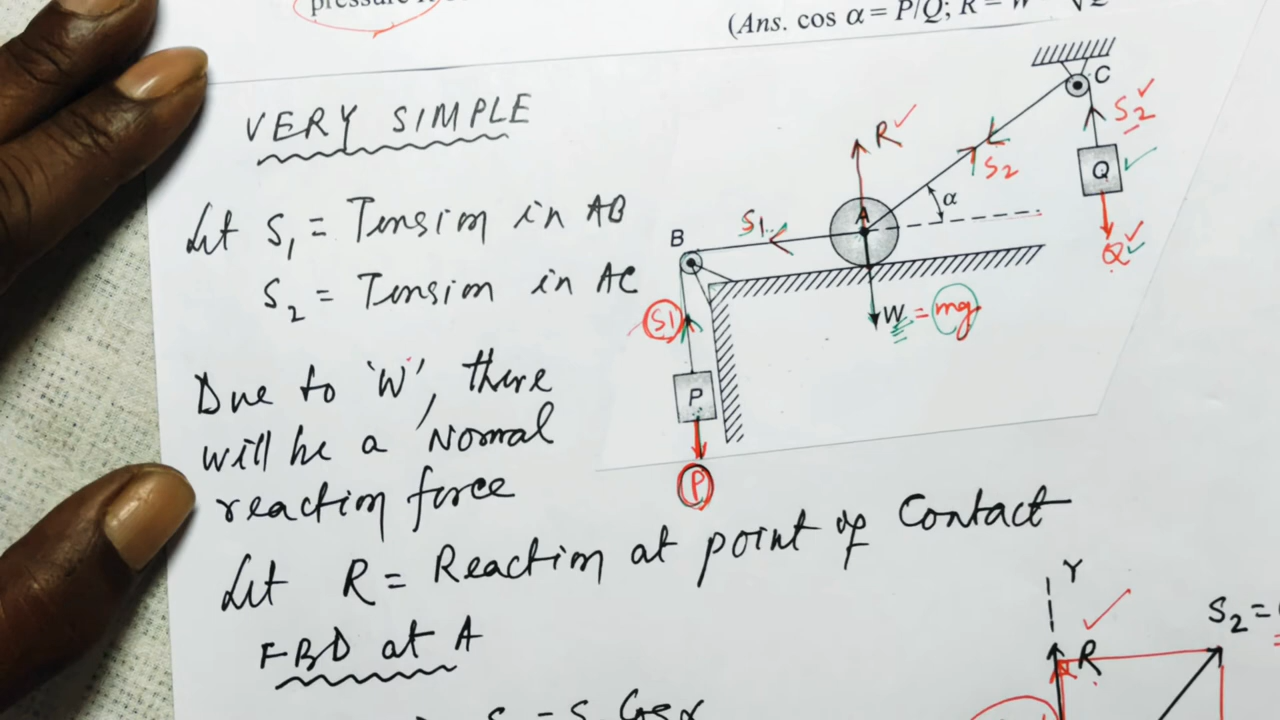 pressure
(Ans. cos α = P/Q; R = W
VERY SIMPLE
Let S1 = Tension in AB
S2 = Tension in AC
Due to 'W', there
will be a Normal
reaction force
Let R = Reaction at point of Contact
FBD at A
C
S2
Q
Q
R
S2
A
α
S1
B
W = mg
S1
P
P
Y
R
S2 =